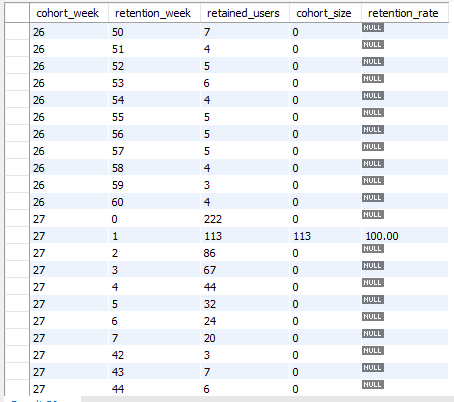 cohort_week retention_week retained_users cohort_size retention_rate
26 50 7 0 NULL
26 51 4 0 NULL
26 52 5 0 NULL
26 53 6 0 NULL
26 54 4 0 NULL
26 55 5 0 NULL
26 56 5 0 NULL
26 57 5 0 NULL
26 58 4 0 NULL
26 59 3 0 NULL
26 60 4 0 NULL
27 0 222 0 NULL
27 1 113 113 100.00
27 2 86 0 NULL
27 3 67 0 NULL
27 4 44 0 NULL
27 5 32 0 NULL
27 6 24 0 NULL
27 7 20 0 NULL
27 42 3 0 NULL
27 43 7 0 NULL
27 44 6 0 NULL